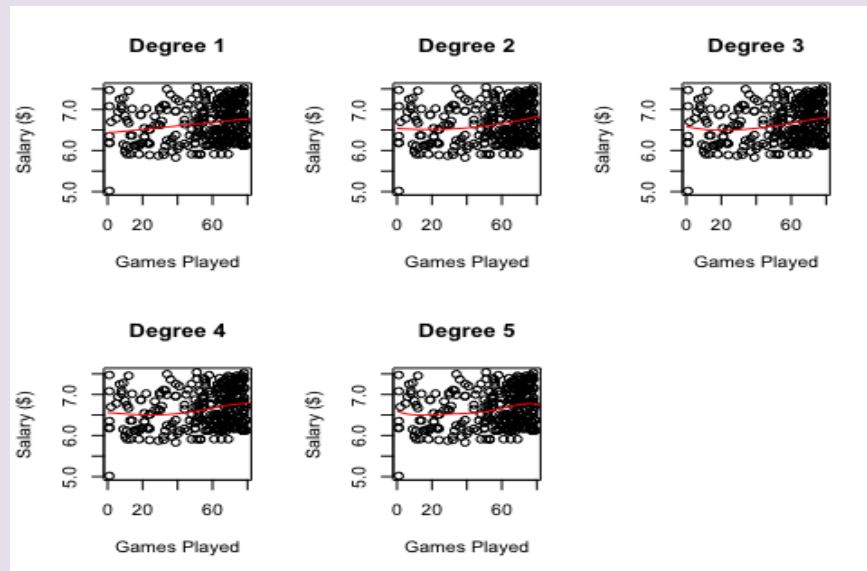 Degree 1
Degree 2
Degree 3
Salary ($)
5.0 6.0 7.0
0 20 60
Games Played
Salary ($)
5.0 6.0 7.0
0 20 60
Games Played
Salary ($)
5.0 6.0 7.0
0 20 60
Games Played
Degree 4
Degree 5
Salary ($)
5.0 6.0 7.0
0 20 60
Games Played
Salary ($)
5.0 6.0 7.0
0 20 60
Games Played